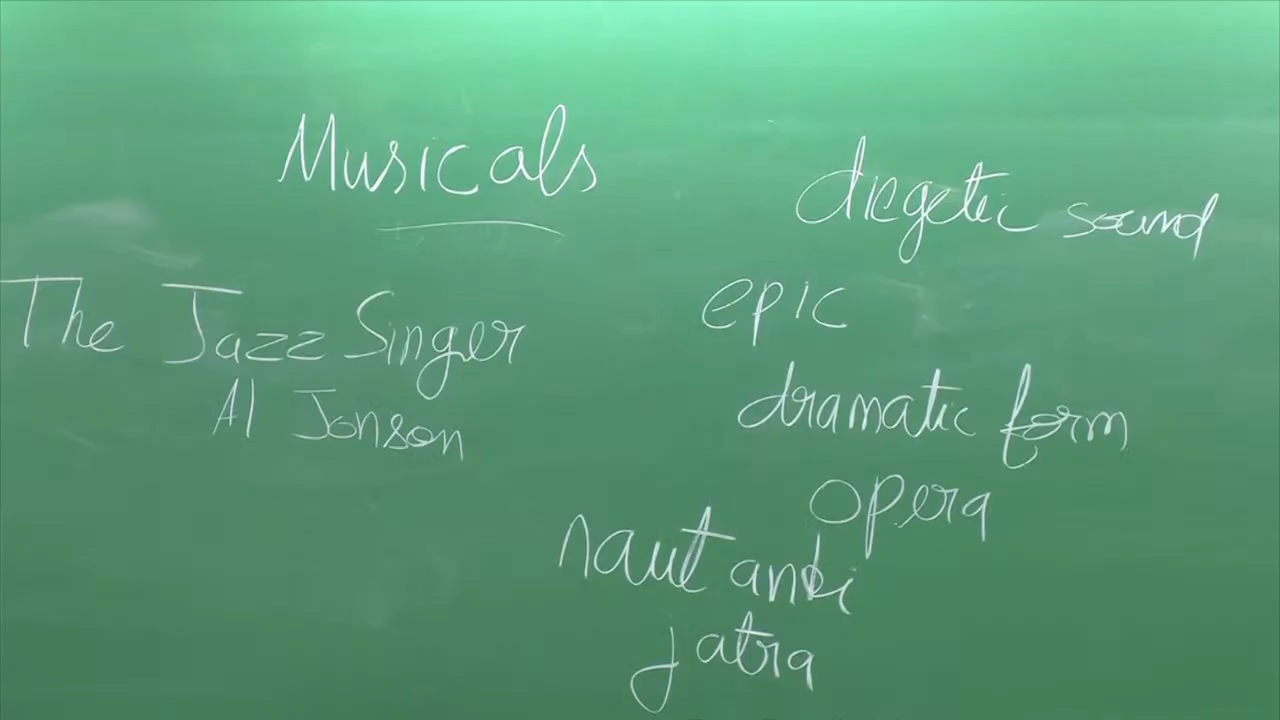 Musicals
The Jazz Singer
Al Jonson
diegetic sound
epic
dramatic form
opera
nautanki
jatra